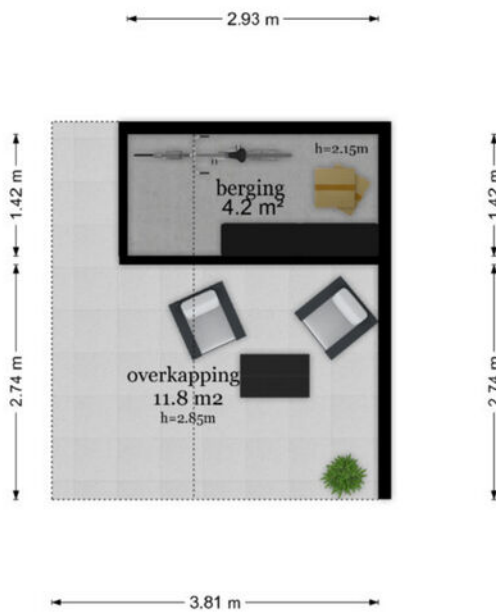 2.93 m
h=2.15m
berging
4.2 m²
1.42 m
1.42 m
2.74 m
2.74 m
overkapping
11.8 m2
h=2.85m
3.81 m